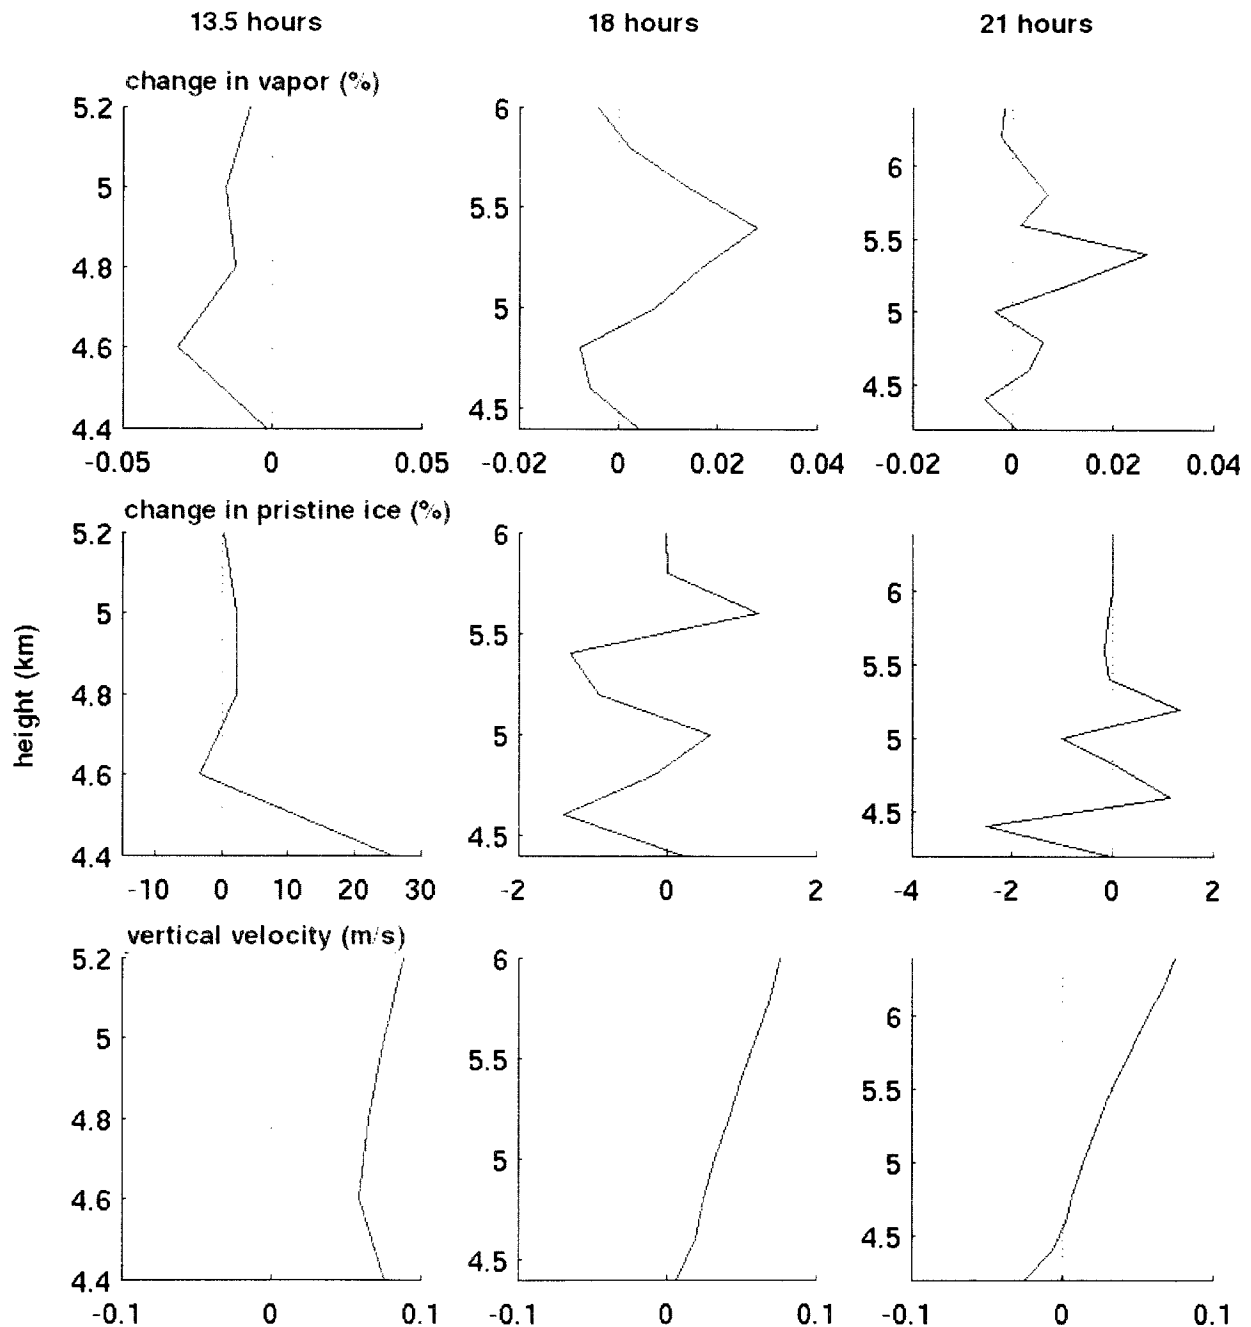 13.5 hours 18 hours 21 hours
change in vapor (%)
5.2 6
5 6
4.8 5.5 5.5
4.6 5 5
4.4 4.5 4.5
-0.05 0 0.05 -0.02 0 0.02 0.04 -0.02 0 0.02 0.04
change in pristine ice (%)
5.2 6
5 6
4.8 5.5 5.5
4.6 5 5
4.4 4.5 4.5
-10 0 10 20 30 -2 0 2 -4 -2 0 2
height (km)
vertical velocity (m/s)
5.2 6
5 6
4.8 5.5 5.5
4.6 5 5
4.4 4.5 4.5
-0.1 0 0.1 -0.1 0 0.1 -0.1 0 0.1